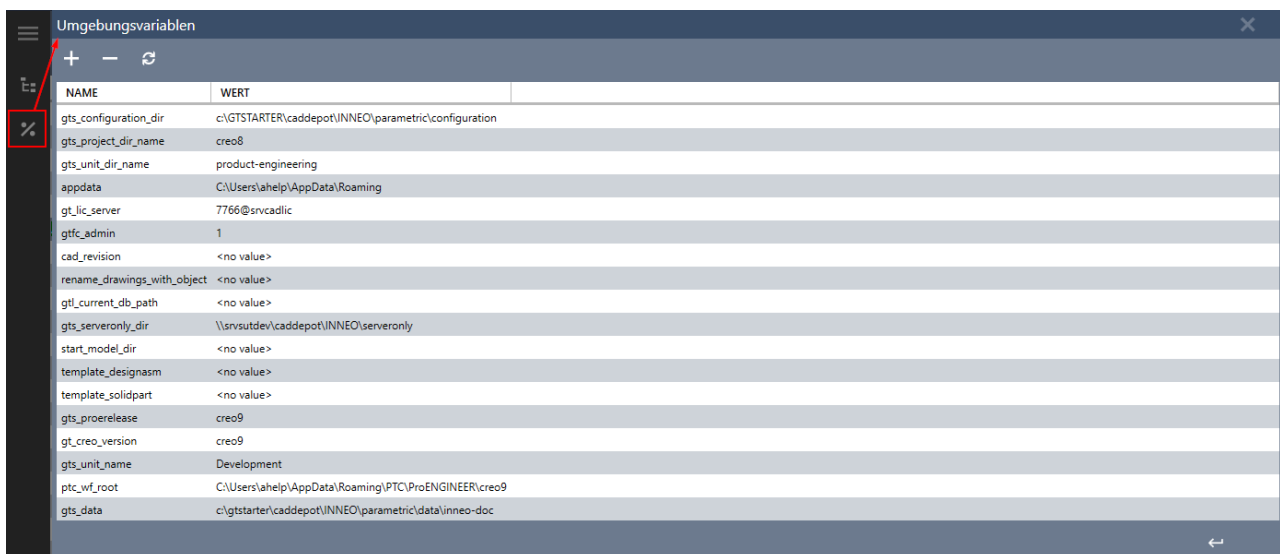 Umgebungsvariablen
NAME WERT
gts_configuration_dir c:\GTSTARTER\caddepot\INNEO\parametric\configuration
gts_project_dir_name creo8
gts_unit_dir_name product-engineering
appdata C:\Users\ahelp\AppData\Roaming
gt_lic_server 7766@srvcadlic
gtfc_admin 1
cad_revision <no value>
rename_drawings_with_object <no value>
gtl_current_db_path <no value>
gts_serveronly_dir \\srvsutdev\caddepot\INNEO\serveronly
start_model_dir <no value>
template_designasm <no value>
template_solidpart <no value>
gts_proerelease creo9
gt_creo_version creo9
gts_unit_name Development
ptc_wf_root C:\Users\ahelp\AppData\Roaming\PTC\ProENGINEER\creo9
gts_data c:\gtstarter\caddepot\INNEO\parametric\data\inneo-doc